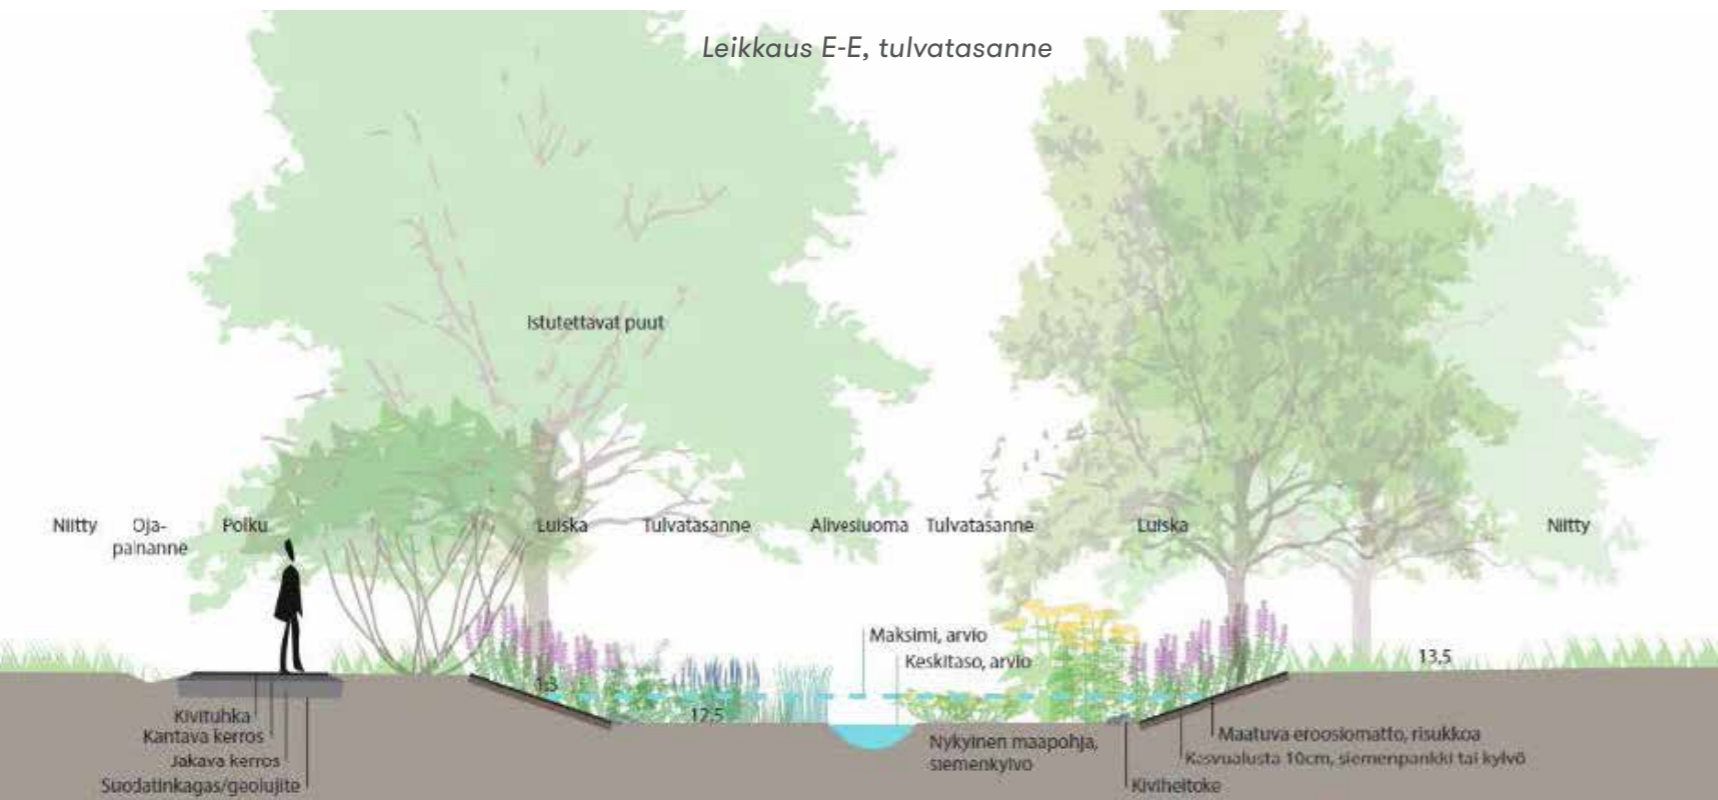 Leikkaus E-E, tulvatasanne
Istutettavat puut
Niitty
Oja-
painanne
Polku
Luiska
Tulvatasanne
Alivesiuoma
Tulvatasanne
Luiska
Niitty
Maksimi, arvio
Keskitaso, arvio
13,5
1:3
12,5
Kivituhka
Kantava kerros
Jakava kerros
Suodatinkagas/geolujite
Nykyinen maapohja,
siemenkylvö
Maatuva eroosiomatto, risukkoa
Kasvualusta 10cm, siemenpankki tai kylvö
Kiviheitoke